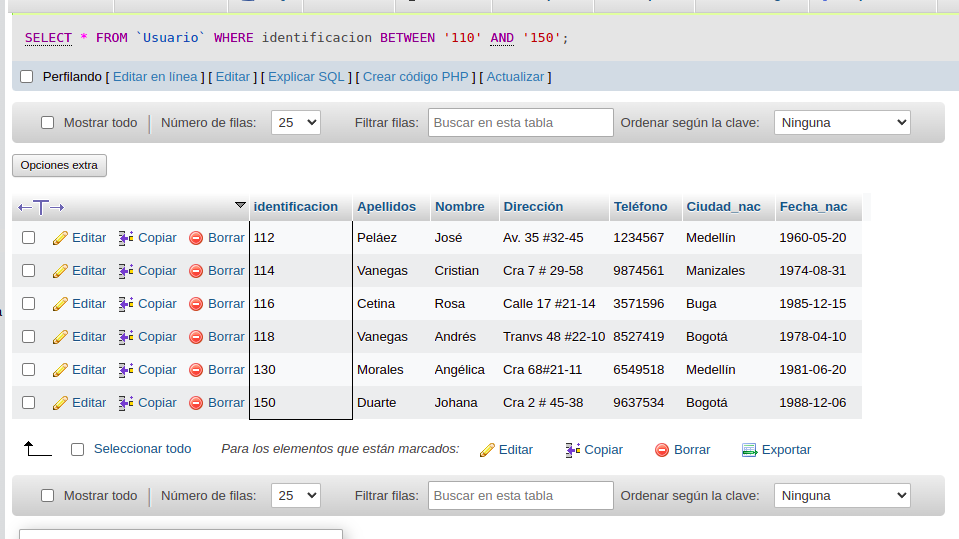 SELECT * FROM `Usuario` WHERE identificacion BETWEEN '110' AND '150';
Perfilando [ Editar en línea ] [ Editar ] [ Explicar SQL ] [ Crear código PHP ] [ Actualizar ]
Mostrar todo Número de filas: 25 Filtrar filas: Buscar en esta tabla Ordenar según la clave: Ninguna
Opciones extra
identificacion Apellidos Nombre Dirección Teléfono Ciudad_nac Fecha_nac
Editar Copiar Borrar 112 Peláez José Av. 35 #32-45 1234567 Medellín 1960-05-20
Editar Copiar Borrar 114 Vanegas Cristian Cra 7 # 29-58 9874561 Manizales 1974-08-31
Editar Copiar Borrar 116 Cetina Rosa Calle 17 #21-14 3571596 Buga 1985-12-15
Editar Copiar Borrar 118 Vanegas Andrés Tranvs 48 #22-10 8527419 Bogotá 1978-04-10
Editar Copiar Borrar 130 Morales Angélica Cra 68#21-11 6549518 Medellín 1981-06-20
Editar Copiar Borrar 150 Duarte Johana Cra 2 # 45-38 9637534 Bogotá 1988-12-06
Seleccionar todo Para los elementos que están marcados: Editar Copiar Borrar Exportar
Mostrar todo Número de filas: 25 Filtrar filas: Buscar en esta tabla Ordenar según la clave: Ninguna